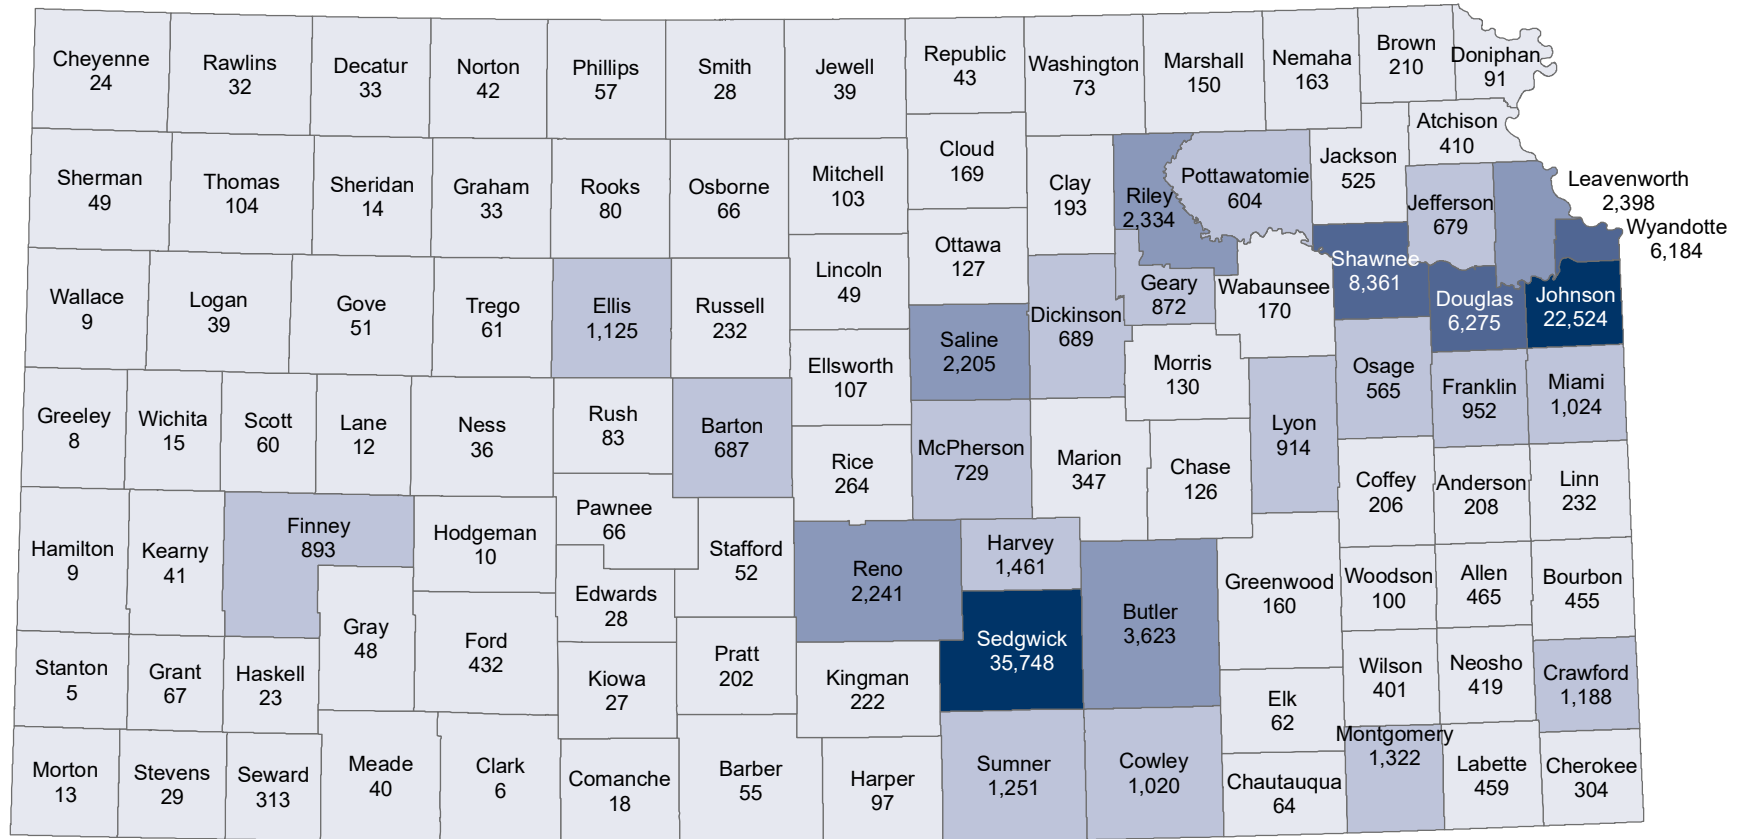 Cheyenne
24
Rawlins
32
Decatur
33
Norton
42
Phillips
57
Smith
28
Jewell
39
Republic
43
Washington
73
Marshall
150
Nemaha
163
Brown
210
Doniphan
91
Sherman
49
Thomas
104
Sheridan
14
Graham
33
Rooks
80
Osborne
66
Mitchell
103
Cloud
169
Clay
193
Riley
2,334
Pottawatomie
604
Jackson
525
Atchison
410
Jefferson
679
Leavenworth
2,398
Wyandotte
6,184
Wallace
9
Logan
39
Gove
51
Trego
61
Ellis
1,125
Russell
232
Lincoln
49
Ottawa
127
Saline
2,205
Dickinson
689
Geary
872
Wabaunsee
170
Shawnee
8,361
Douglas
6,275
Johnson
22,524
Greeley
8
Wichita
15
Scott
60
Lane
12
Ness
36
Rush
83
Barton
687
Ellsworth
107
Rice
264
McPherson
729
Marion
347
Morris
130
Chase
126
Lyon
914
Osage
565
Franklin
952
Miami
1,024
Coffey
206
Anderson
208
Linn
232
Hamilton
9
Kearny
41
Finney
893
Hodgeman
10
Pawnee
66
Stafford
52
Edwards
28
Reno
2,241
Harvey
1,461
Sedgwick
35,748
Butler
3,623
Greenwood
160
Woodson
100
Allen
465
Bourbon
455
Stanton
5
Grant
67
Haskell
23
Gray
48
Ford
432
Kiowa
27
Pratt
202
Kingman
222
Elk
62
Wilson
401
Neosho
419
Crawford
1,188
Morton
13
Stevens
29
Seward
313
Meade
40
Clark
6
Comanche
18
Barber
55
Harper
97
Sumner
1,251
Cowley
1,020
Chautauqua
64
Montgomery
1,322
Labette
459
Cherokee
304